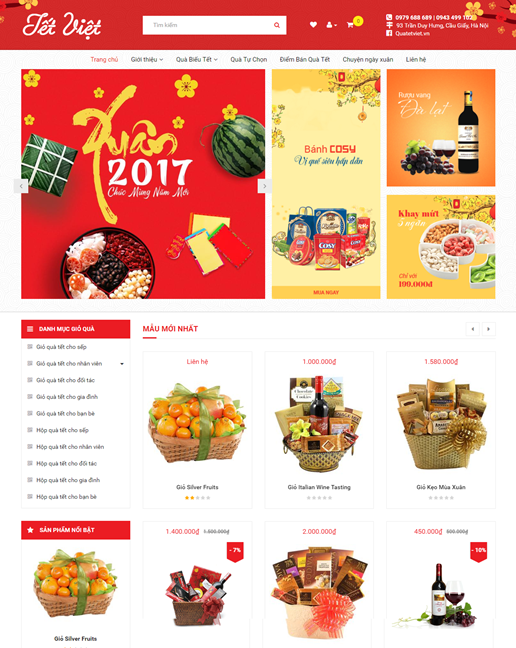 Tết Việt
Tìm kiếm
0
0979 688 689 | 0943 499 102
93 Trần Duy Hưng, Cầu Giấy, Hà Nội
Quatetviet.vn
Trang chủ
Giới thiệu
Quà Biếu Tết
Quà Tự Chọn
Điểm Bán Quà Tết
Chuyện ngày xuân
Liên hệ
Xuân
2017
Chúc Mừng Năm Mới
Bánh COSY
Vị quê siêu hấp dẫn
MUA NGAY
Rượu vang
Đà lạt
Khay mứt
5 ngăn
Chỉ với
199.000đ
DANH MỤC GIỎ QUÀ
Giỏ quà tết cho sếp
Giỏ quà tết cho nhân viên
Giỏ quà tết cho đối tác
Giỏ quà tết cho gia đình
Giỏ quà tết cho bạn bè
Hộp quà tết cho sếp
Hộp quà tết cho nhân viên
Hộp quà tết cho đối tác
Hộp quà tết cho gia đình
Hộp quà tết cho bạn bè
MẪU MỚI NHẤT
Liên hệ
Giỏ Silver Fruits
1.000.000₫
Giỏ Italian Wine Tasting
1.580.000₫
Giỏ Kẹo Mùa Xuân
SẢN PHẨM NỔI BẬT
Giỏ Silver Fruits
1.400.000₫ 1.500.000₫
- 7%
2.000.000₫
450.000₫ 500.000₫
- 10%